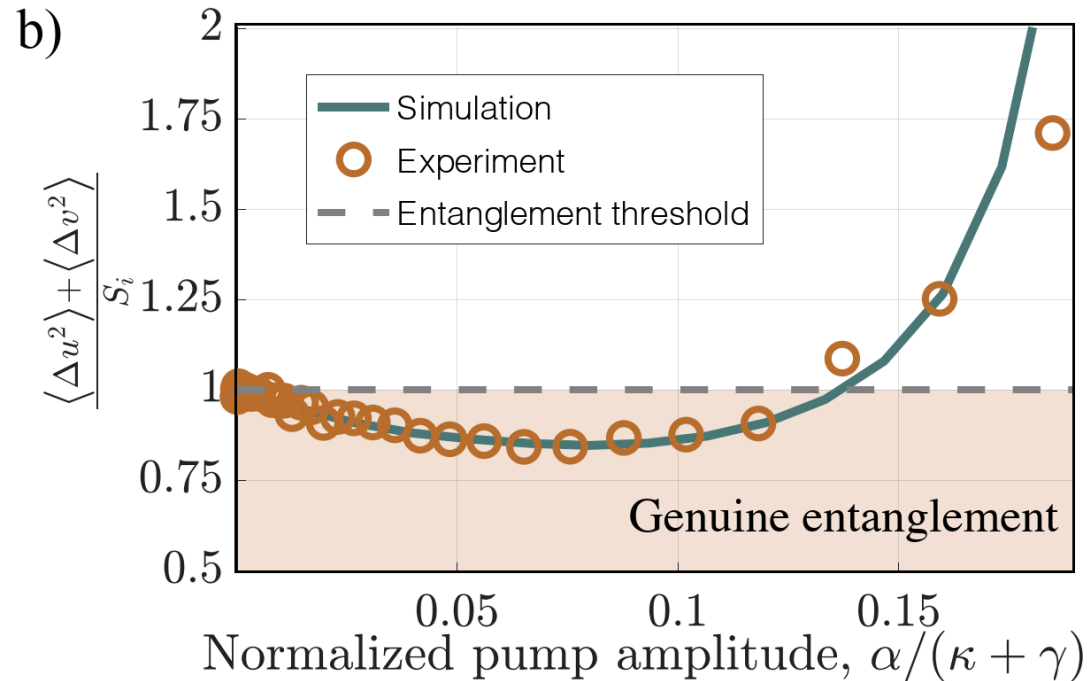 b)
2
1.75
1.5
1.25
1
0.75
0.5
⟨Δu²⟩ + ⟨Δv²⟩
Sᵢ
Simulation
Experiment
Entanglement threshold
Genuine entanglement
0.05 0.1 0.15
Normalized pump amplitude, α/(κ + γ)